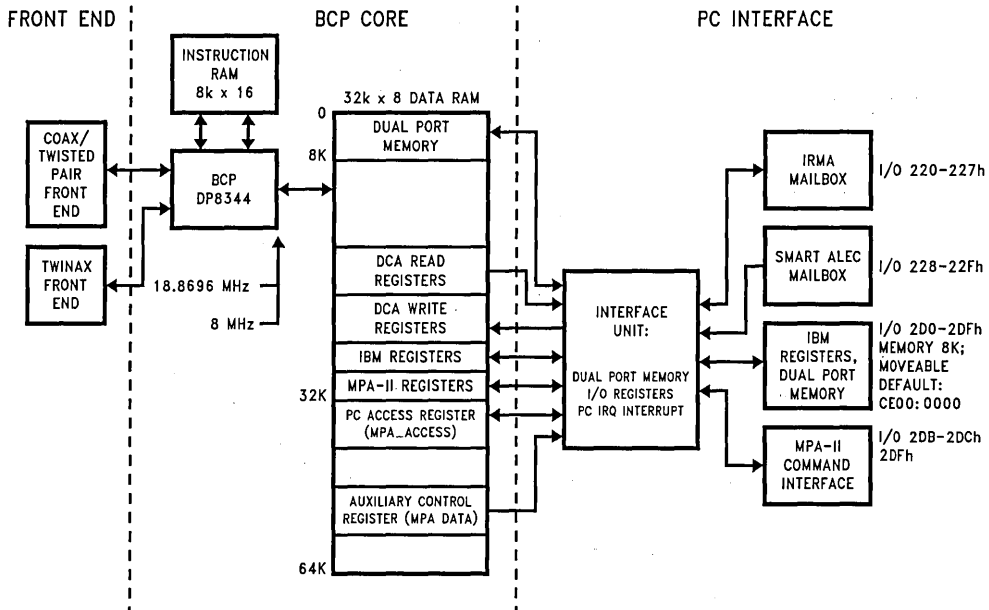 FRONT END
BCP CORE
PC INTERFACE
INSTRUCTION
RAM
8k x 16
COAX/
TWISTED
PAIR
FRONT
END
BCP
DP8344
TWINAX
FRONT
END
18.8696 MHz
8 MHz
32k x 8 DATA RAM
0
DUAL PORT
MEMORY
8K
DCA READ
REGISTERS
DCA WRITE
REGISTERS
IBM REGISTERS
MPA-II REGISTERS
32K
PC ACCESS REGISTER
(MPA_ACCESS)
AUXILIARY CONTROL
REGISTER (MPA DATA)
64K
INTERFACE
UNIT:
DUAL PORT MEMORY
I/O REGISTERS
PC IRQ INTERRUPT
IRMA
MAILBOX
I/O 220-227h
SMART ALEC
MAILBOX
I/O 228-22Fh
IBM
REGISTERS,
DUAL PORT
MEMORY
I/O 2D0-2DFh
MEMORY 8K;
MOVEABLE
DEFAULT:
CE00:0000
MPA-II
COMMAND
INTERFACE
I/O 2DB-2DCh
2DFh